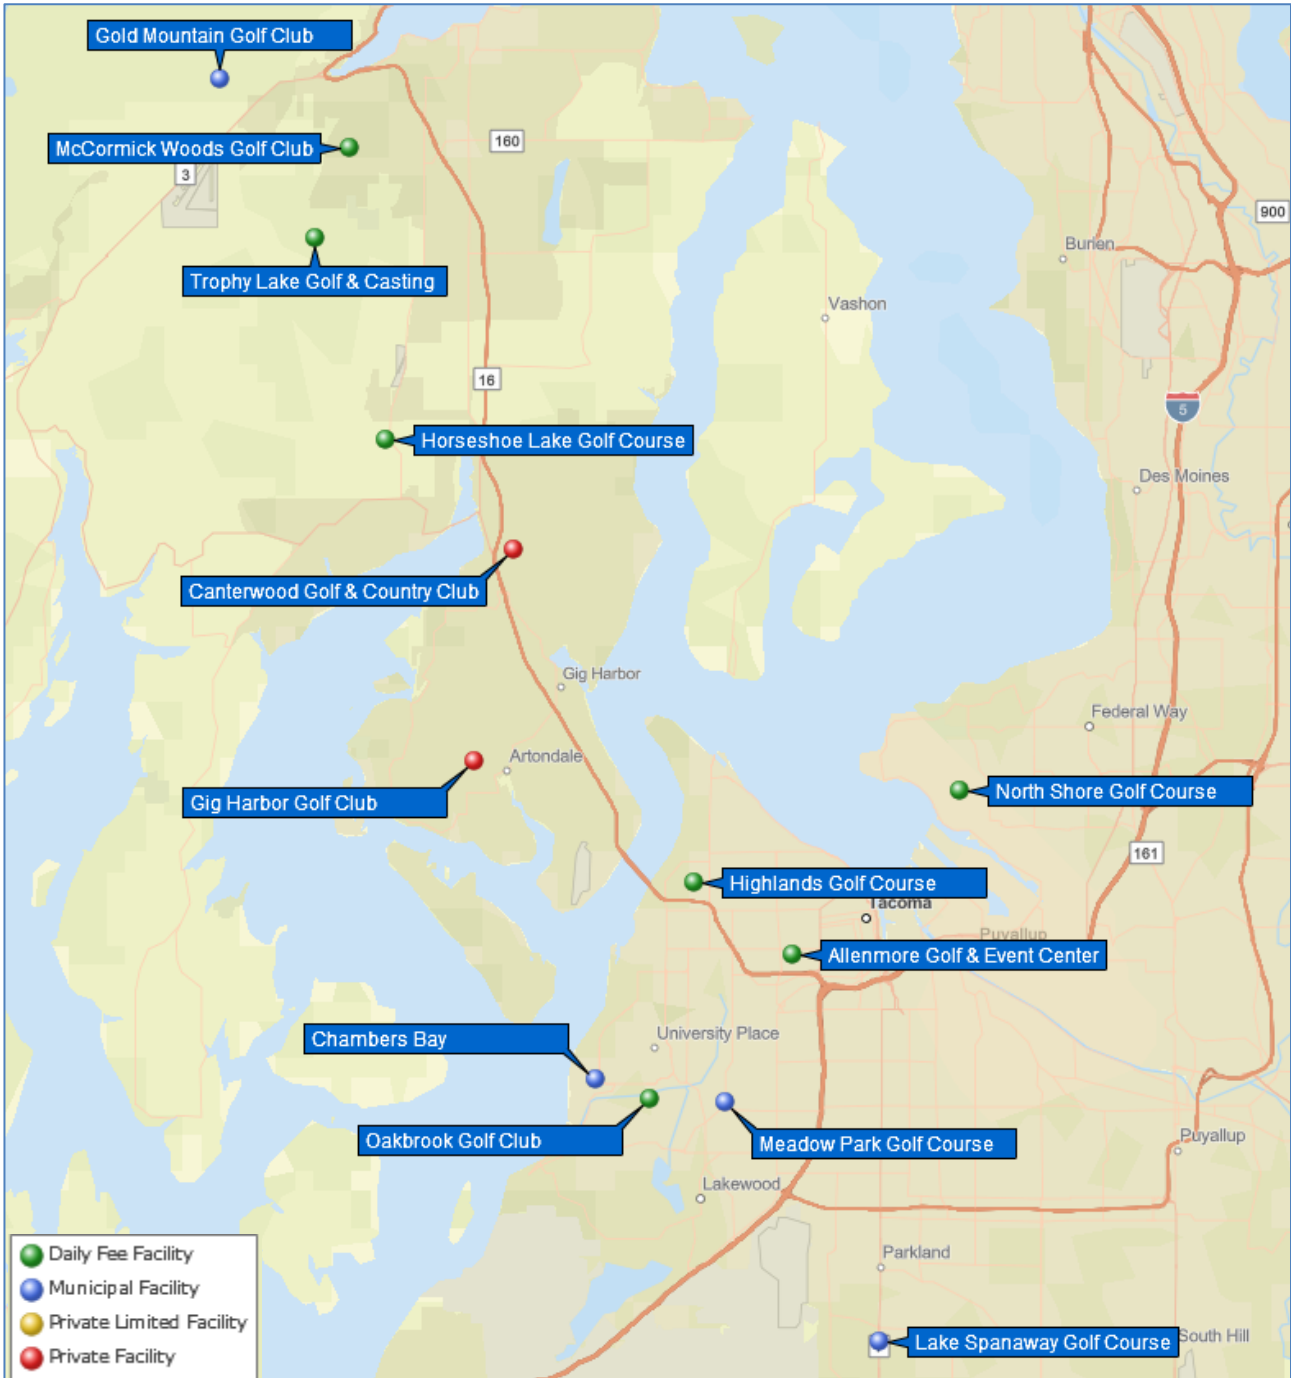 Gold Mountain Golf Club
160
McCormick Woods Golf Club
3
900
Burien
Trophy Lake Golf & Casting
Vashon
16
5
Horseshoe Lake Golf Course
Des Moines
Canterwood Golf & Country Club
Gig Harbor
Federal Way
Artondale
North Shore Golf Course
Gig Harbor Golf Club
161
Highlands Golf Course
Tacoma
Puyallup
Allenmore Golf & Event Center
University Place
Chambers Bay
Oakbrook Golf Club
Meadow Park Golf Course
Puyallup
Lakewood
Parkland
Daily Fee Facility
Municipal Facility
Private Limited Facility
Private Facility
Lake Spanaway Golf Course
South Hill